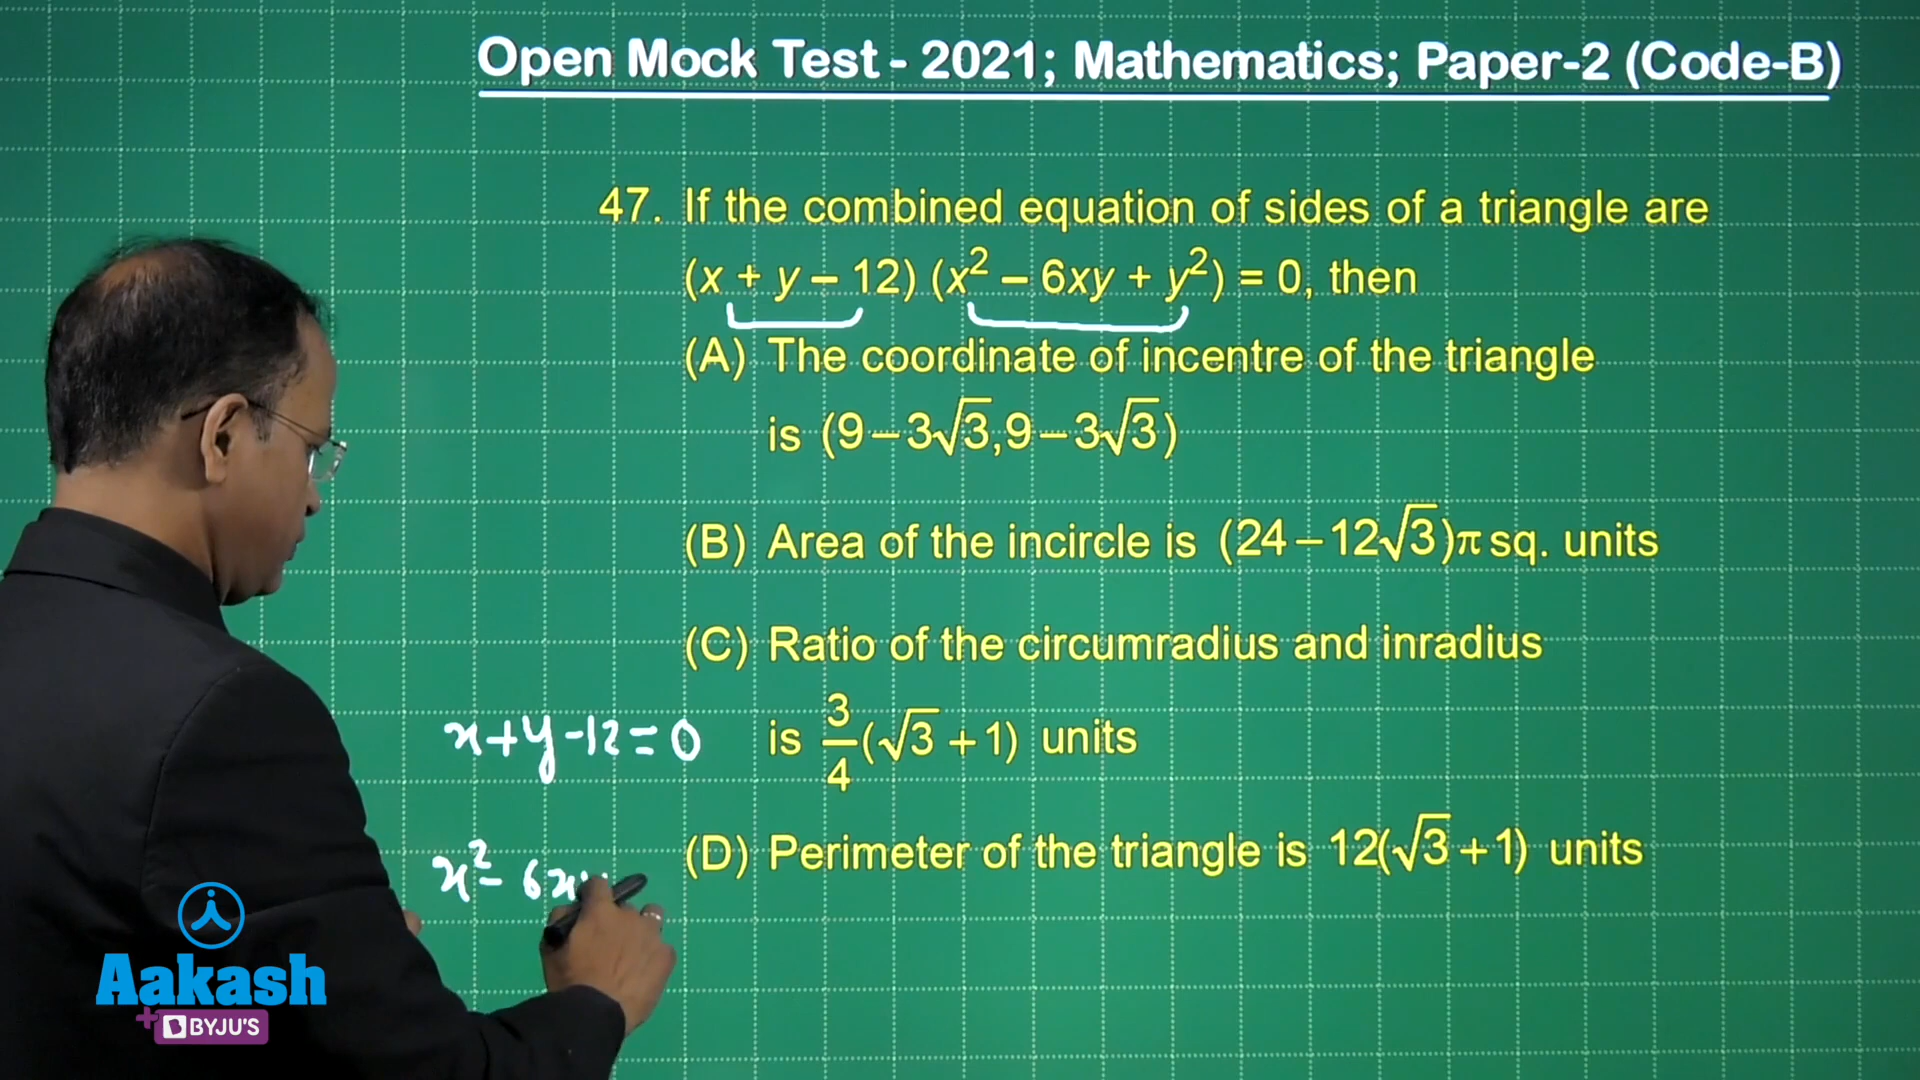 Open Mock Test - 2021; Mathematics; Paper-2 (Code-B)
47. If the combined equation of sides of a triangle are
(x + y – 12) (x² – 6xy + y²) = 0, then
(A) The coordinate of incentre of the triangle
is (9 – 3√3, 9 – 3√3)
(B) Area of the incircle is (24 – 12√3)π sq. units
(C) Ratio of the circumradius and inradius
is 3/4 (√3 + 1) units
(D) Perimeter of the triangle is 12(√3 + 1) units
x+y-12=0
x² - 6x
Aakash
+ BYJU'S